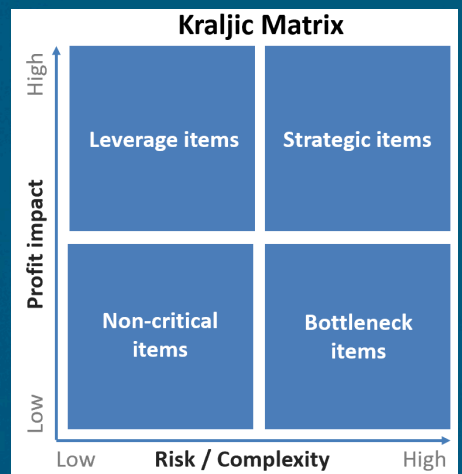 Kraljic Matrix
High
Leverage items
Strategic items
Profit impact
Non-critical
items
Bottleneck
items
Low
Low
Risk / Complexity
High